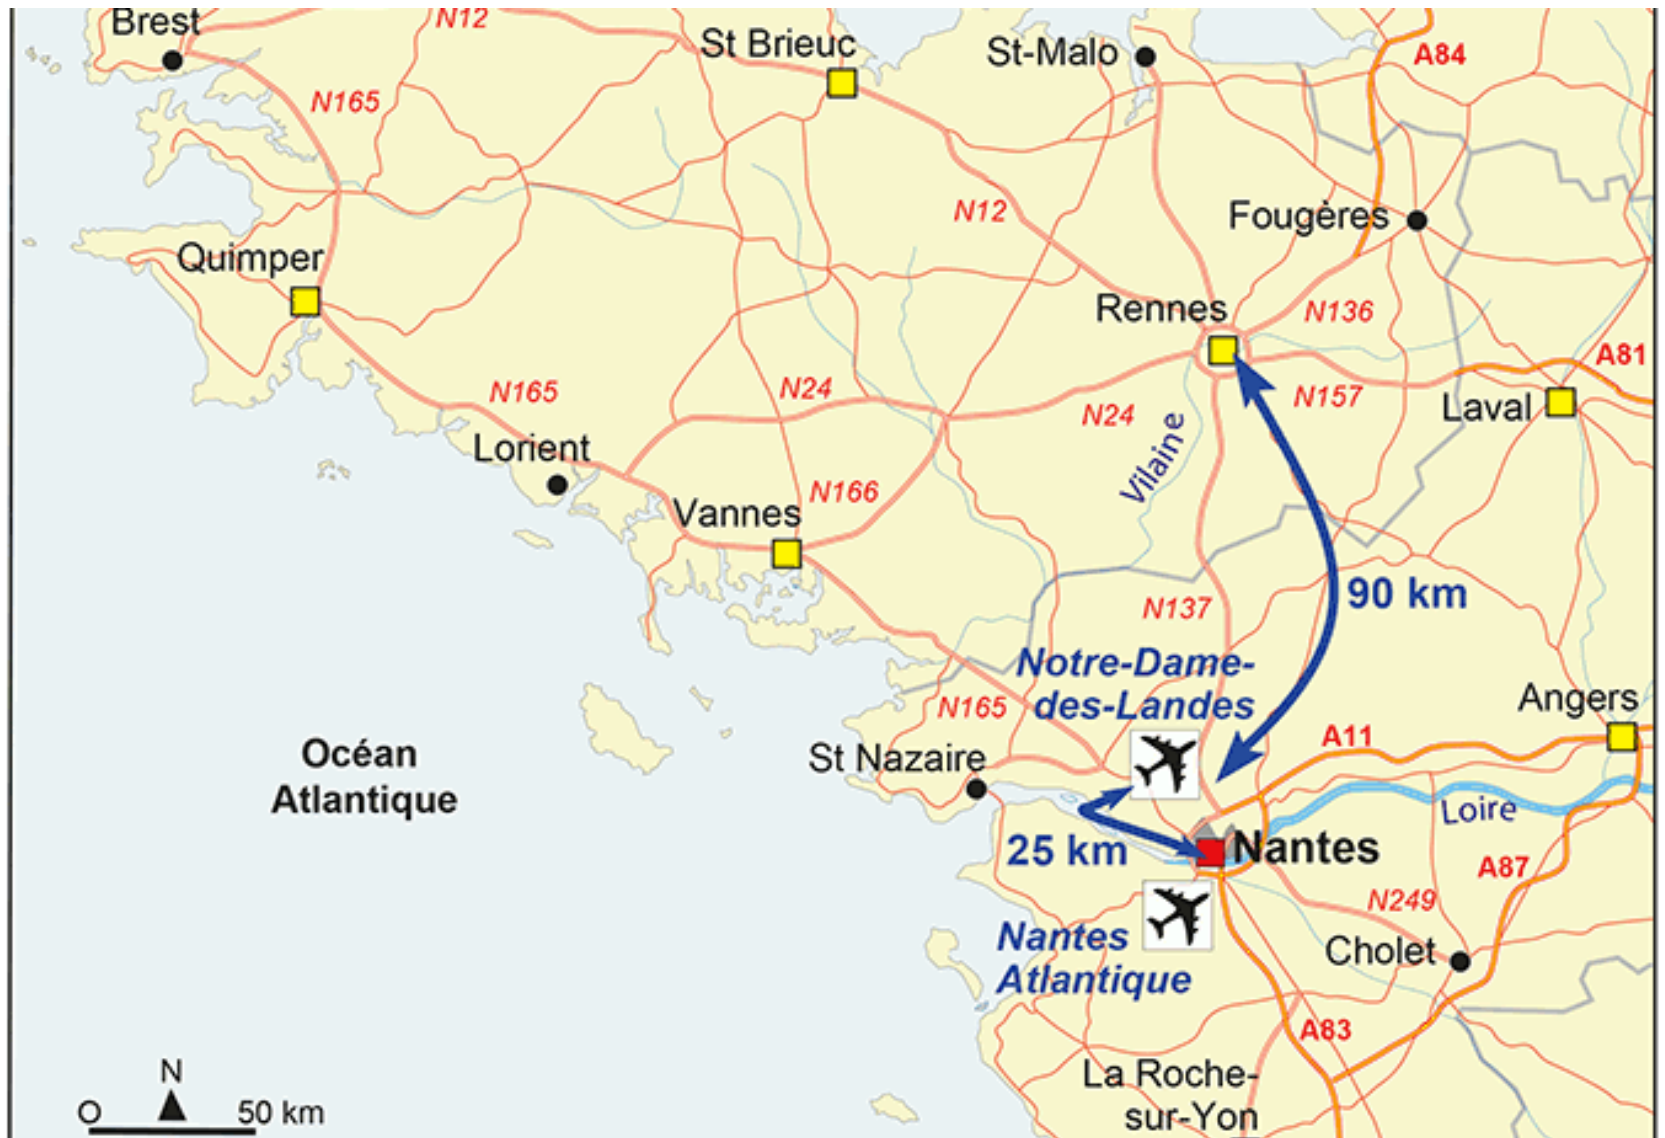 Brest
N12
St Brieuc
St-Malo
A84
N165
N12
Fougères
Quimper
Rennes
N136
A81
N165
N24
N24
N157
Laval
Lorient
Vilaine
N166
Vannes
90 km
N137
Notre-Dame-
des-Landes
N165
Angers
A11
Océan
Atlantique
St Nazaire
Loire
25 km
Nantes
A87
N249
Nantes
Atlantique
Cholet
A83
La Roche-
sur-Yon
N
O
50 km